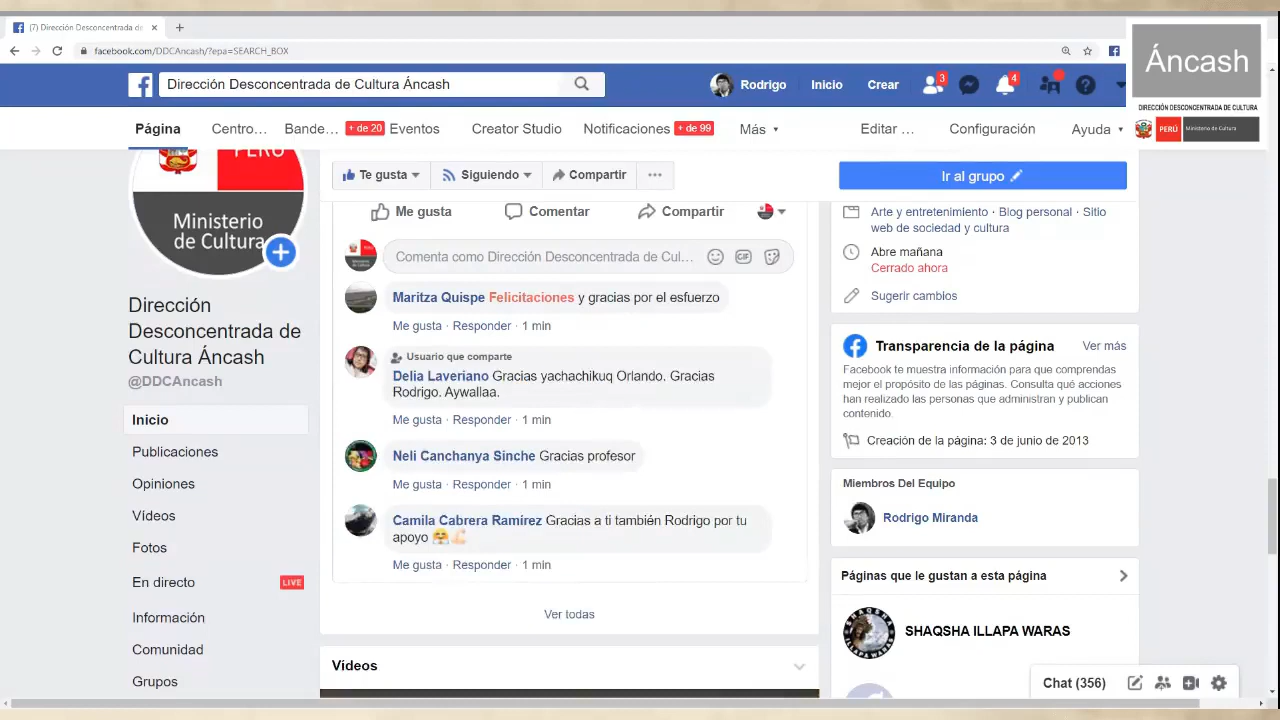 (7) Dirección Desconcentrada de
facebook.com/DDCAncash/?epa=SEARCH_BOX
Áncash
DIRECCIÓN DESCONCENTRADA DE CULTURA
PERÚ Ministerio de Cultura
Dirección Desconcentrada de Cultura Áncash
Rodrigo Inicio Crear 3 4
Página Centro... Bande... + de 20 Eventos Creator Studio Notificaciones + de 99 Más Editar ... Configuración Ayuda
PERÚ
Ministerio
de Cultura
Dirección
Desconcentrada de
Cultura Áncash
@DDCAncash
Inicio
Publicaciones
Opiniones
Vídeos
Fotos
En directo LIVE
Información
Comunidad
Grupos
Te gusta Siguiendo Compartir ...
Me gusta Comentar Compartir
Comenta como Dirección Desconcentrada de Cul... GIF
Maritza Quispe Felicitaciones y gracias por el esfuerzo
Me gusta · Responder · 1 min
Usuario que comparte
Delia Laveriano Gracias yachachikuq Orlando. Gracias
Rodrigo. Aywallaa.
Me gusta · Responder · 1 min
Neli Canchanya Sinche Gracias profesor
Me gusta · Responder · 1 min
Camila Cabrera Ramírez Gracias a ti también Rodrigo por tu
apoyo 🤗💪🏻
Me gusta · Responder · 1 min
Ver todas
Videos
Ir al grupo
Arte y entretenimiento · Blog personal · Sitio
web de sociedad y cultura
Abre mañana
Cerrado ahora
Sugerir cambios
Transparencia de la página Ver más
Facebook te muestra información para que comprendas
mejor el propósito de las páginas. Consulta qué acciones
han realizado las personas que administran y publican
contenido.
Creación de la página: 3 de junio de 2013
Miembros Del Equipo
Rodrigo Miranda
Páginas que le gustan a esta página
SHAQSHA ILLAPA WARAS
Chat (356)